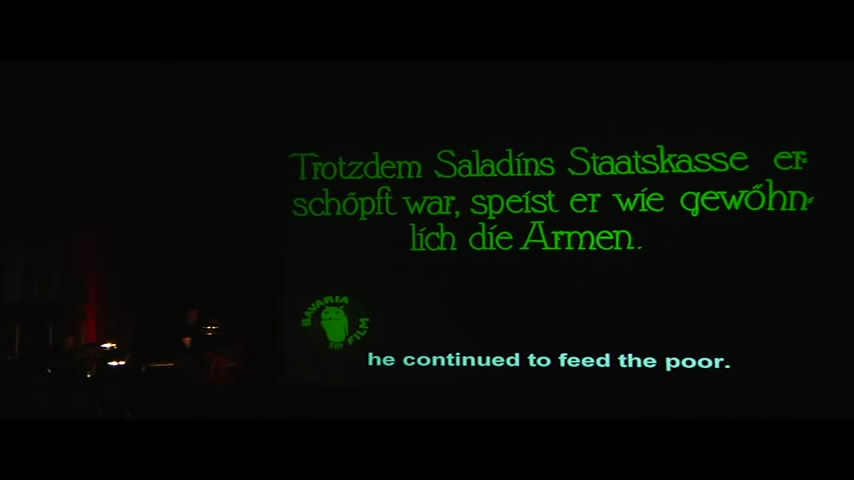 Trotzdem Saladins Staatskasse er=
schöpft war, speist er wie gewöhn=
lich die Armen.
BAVARIA
FILM
he continued to feed the poor.